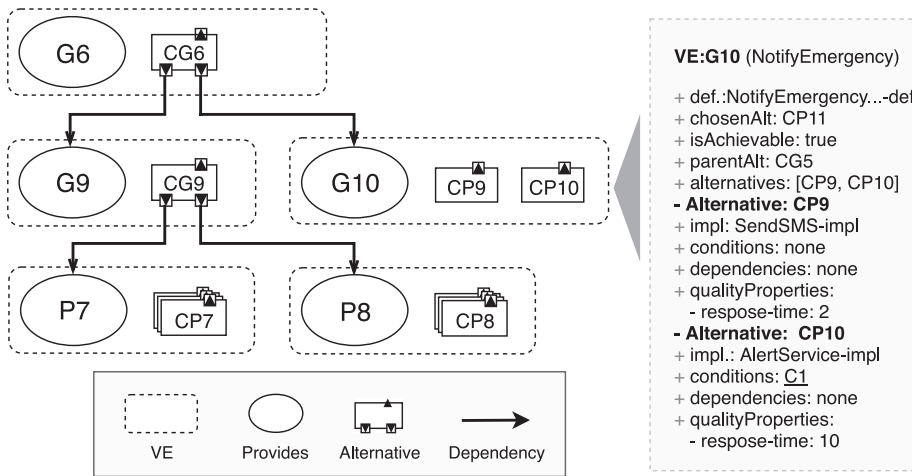 G6
CG6
G9
CG9
G10
CP9
CP10
P7
CP7
P8
CP8
VE
Provides
Alternative
Dependency
VE:G10 (NotifyEmergency)
+ def.:NotifyEmergency...-def
+ chosenAlt: CP11
+ isAchievable: true
+ parentAlt: CG5
+ alternatives: [CP9, CP10]
- Alternative: CP9
+ impl: SendSMS-impl
+ conditions: none
+ dependencies: none
+ qualityProperties:
- respose-time: 2
- Alternative: CP10
+ impl.: AlertService-impl
+ conditions: C1
+ dependencies: none
+ qualityProperties:
- respose-time: 10